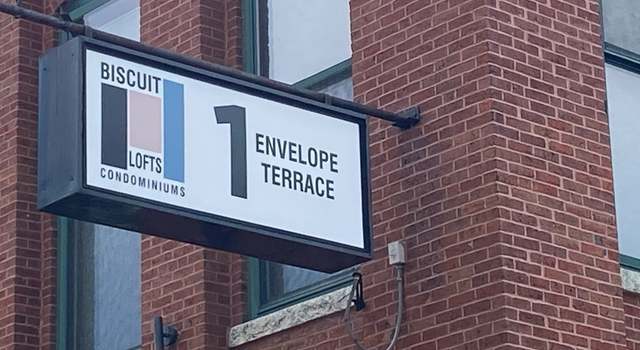 BISCUIT
LOFTS
CONDOMINIUMS
1
ENVELOPE
TERRACE